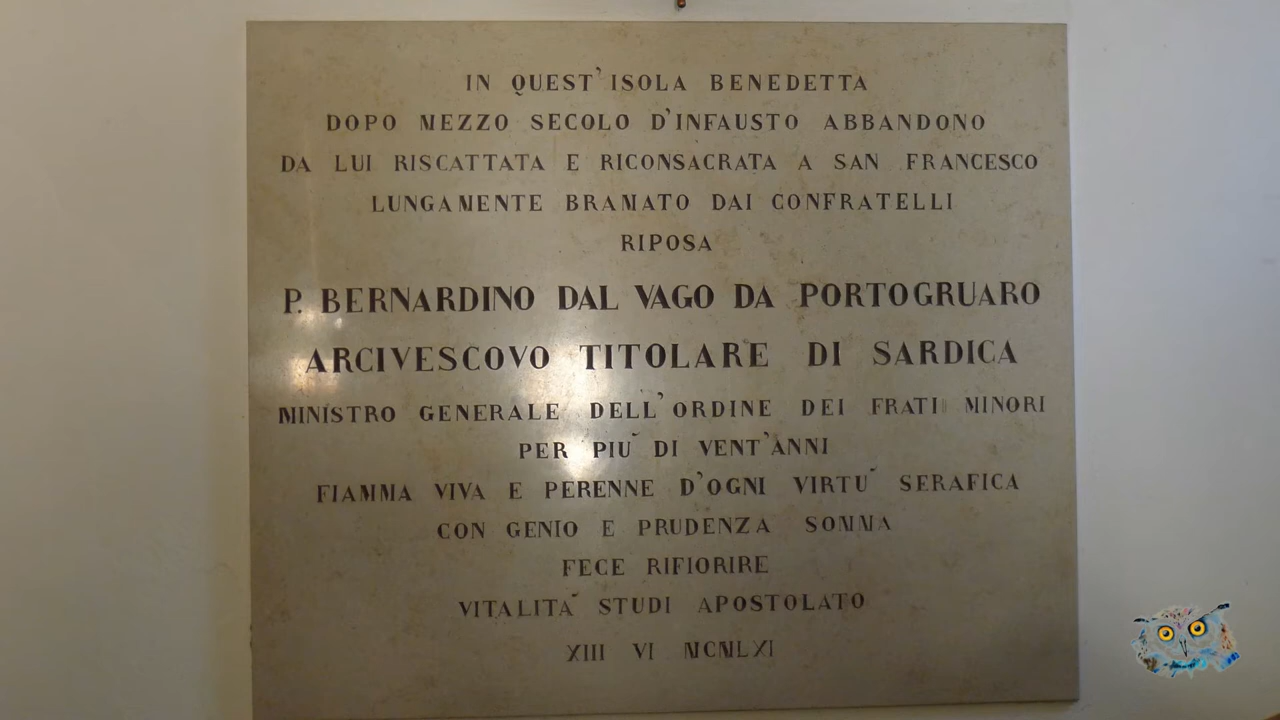 IN QUEST'ISOLA BENEDETTA
DOPO MEZZO SECOLO D'INFAUSTO ABBANDONO
DA LUI RISCATTATA E RICONSACRATA A SAN FRANCESCO
LUNGAMENTE BRAMATO DAI CONFRATELLI
RIPOSA
P. BERNARDINO DAL VAGO DA PORTOGRUARO
ARCIVESCOVO TITOLARE DI SARDICA
MINISTRO GENERALE DELL'ORDINE DEI FRATI MINORI
PER PIU` DI VENT'ANNI
FIAMMA VIVA E PERENNE D'OGNI VIRTU` SERAFICA
CON GENIO E PRUDENZA SOMMA
FECE RIFIORIRE
VITALITA` STUDI APOSTOLATO
XIII VI MCMLXI